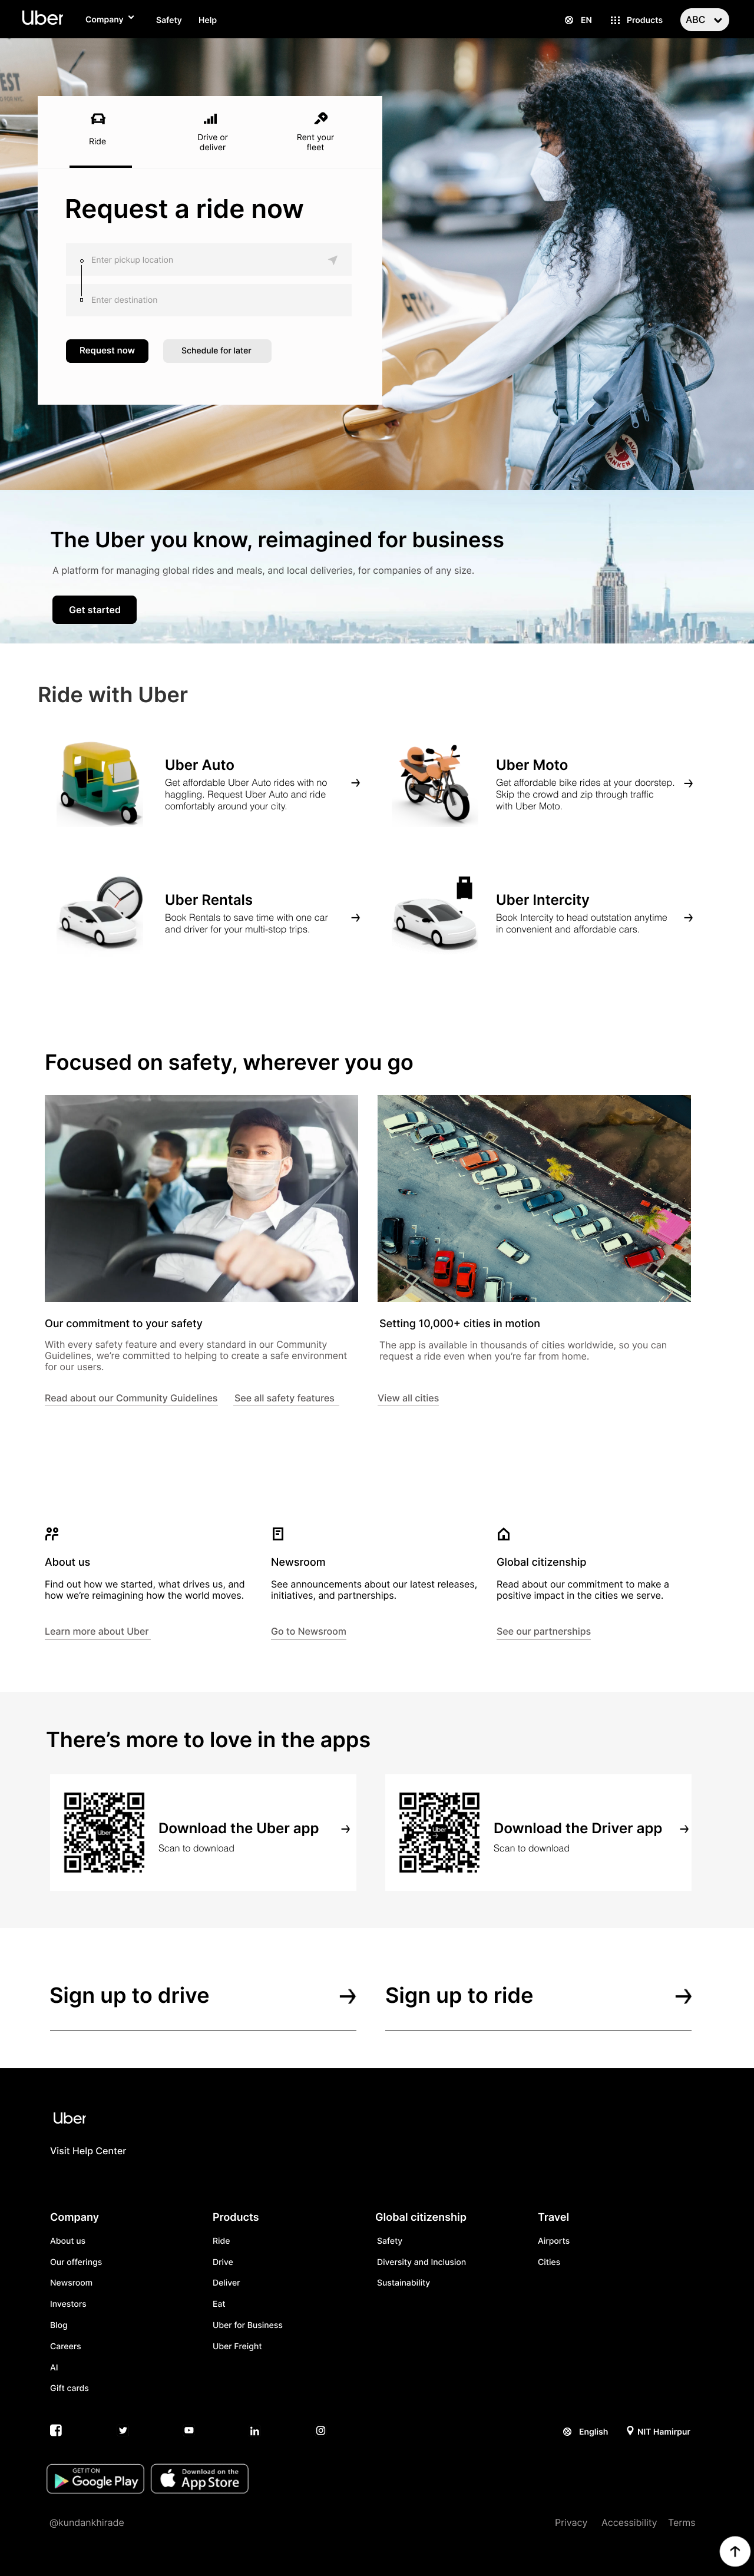 Uber
Company
Safety
Help
EN
Products
ABC
EST
Ride
Drive or
deliver
Rent your
fleet
Request a ride now
Enter pickup location
Enter destination
Request now
Schedule for later
The Uber you know, reimagined for business
A platform for managing global rides and meals, and local deliveries, for companies of any size.
Get started
Ride with Uber
Uber Auto
Get affordable Uber Auto rides with no
haggling. Request Uber Auto and ride
comfortably around your city.
Uber Moto
Get affordable bike rides at your doorstep.
Skip the crowd and zip through traffic
with Uber Moto.
Uber Rentals
Book Rentals to save time with one car
and driver for your multi-stop trips.
Uber Intercity
Book Intercity to head outstation anytime
in convenient and affordable cars.
Focused on safety, wherever you go
Our commitment to your safety
With every safety feature and every standard in our Community
Guidelines, we're committed to helping to create a safe environment
for our users.
Read about our Community Guidelines
See all safety features
Setting 10,000+ cities in motion
The app is available in thousands of cities worldwide, so you can
request a ride even when you're far from home.
View all cities
About us
Find out how we started, what drives us, and
how we're reimagining how the world moves.
Learn more about Uber
Newsroom
See announcements about our latest releases,
initiatives, and partnerships.
Go to Newsroom
Global citizenship
Read about our commitment to make a
positive impact in the cities we serve.
See our partnerships
There's more to love in the apps
Uber
Download the Uber app
Scan to download
Uber
Download the Driver app
Scan to download
Sign up to drive
Sign up to ride
Uber
Visit Help Center
Company
About us
Our offerings
Newsroom
Investors
Blog
Careers
AI
Gift cards
Products
Ride
Drive
Deliver
Eat
Uber for Business
Uber Freight
Global citizenship
Safety
Diversity and Inclusion
Sustainability
Travel
Airports
Cities
English
NIT Hamirpur
GET IT ON
Google Play
Download on the
App Store
@kundankhirade
Privacy
Accessibility
Terms